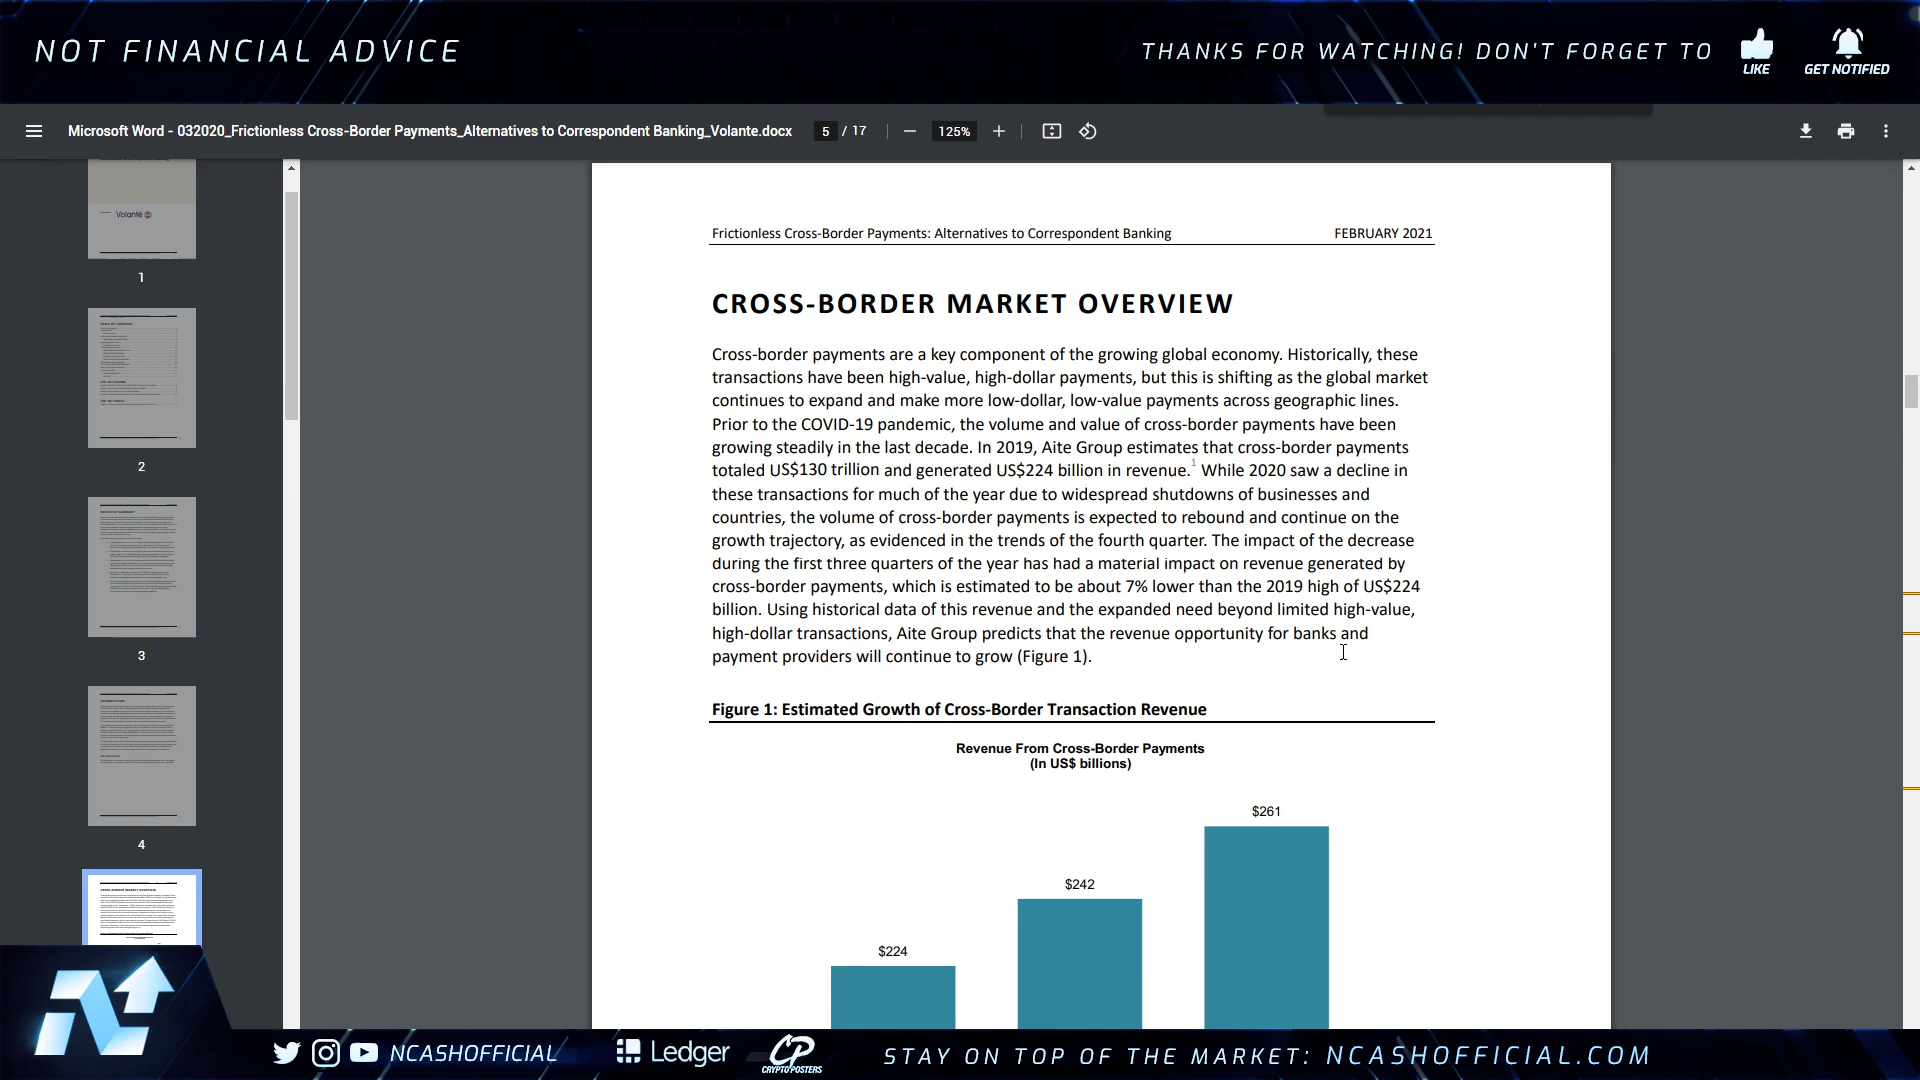 NOT FINANCIAL ADVICE
THANKS FOR WATCHING! DON'T FORGET TO
LIKE
GET NOTIFIED
Microsoft Word - 032020_Frictionless Cross-Border Payments_Alternatives to Correspondent Banking_Volante.docx
5 / 17
125%
Volante
1
2
3
4
Frictionless Cross-Border Payments: Alternatives to Correspondent Banking
FEBRUARY 2021
CROSS-BORDER MARKET OVERVIEW
Cross-border payments are a key component of the growing global economy. Historically, these
transactions have been high-value, high-dollar payments, but this is shifting as the global market
continues to expand and make more low-dollar, low-value payments across geographic lines.
Prior to the COVID-19 pandemic, the volume and value of cross-border payments have been
growing steadily in the last decade. In 2019, Aite Group estimates that cross-border payments
totaled US$130 trillion and generated US$224 billion in revenue.1 While 2020 saw a decline in
these transactions for much of the year due to widespread shutdowns of businesses and
countries, the volume of cross-border payments is expected to rebound and continue on the
growth trajectory, as evidenced in the trends of the fourth quarter. The impact of the decrease
during the first three quarters of the year has had a material impact on revenue generated by
cross-border payments, which is estimated to be about 7% lower than the 2019 high of US$224
billion. Using historical data of this revenue and the expanded need beyond limited high-value,
high-dollar transactions, Aite Group predicts that the revenue opportunity for banks and
payment providers will continue to grow (Figure 1).
Figure 1: Estimated Growth of Cross-Border Transaction Revenue
Revenue From Cross-Border Payments
(In US$ billions)
$261
$242
$224
NCASHOFFICIAL
Ledger
CP
CRYPTOPOSTERS
STAY ON TOP OF THE MARKET: NCASHOFFICIAL.COM